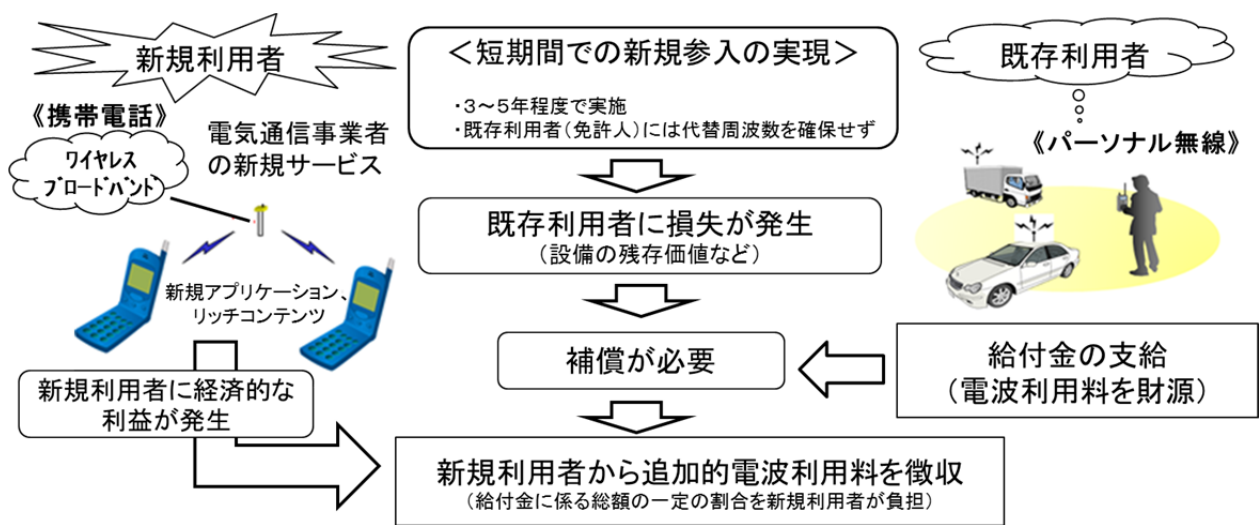 新規利用者
《携帯電話》
ワイヤレス
ブロードバンド
電気通信事業者
の新規サービス
新規アプリケーション、
リッチコンテンツ
新規利用者に経済的な
利益が発生
＜短期間での新規参入の実現＞
・3～5年程度で実施
・既存利用者（免許人）には代替周波数を確保せず
既存利用者に損失が発生
（設備の残存価値など）
補償が必要
新規利用者から追加的電波利用料を徴収
（給付金に係る総額の一定の割合を新規利用者が負担）
既存利用者
《パーソナル無線》
給付金の支給
（電波利用料を財源）